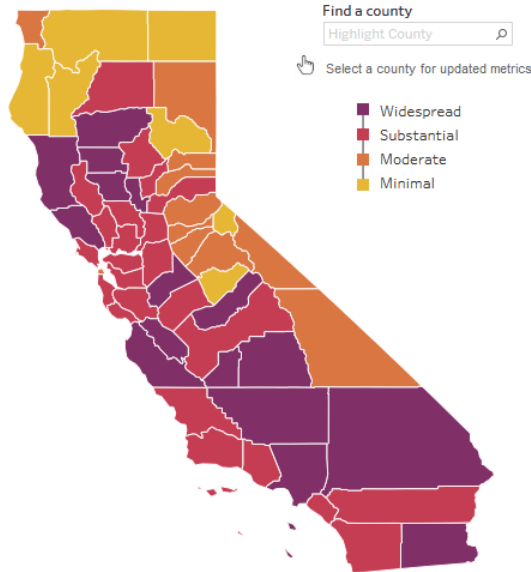 Find a county
Highlight County
Select a county for updated metrics
Widespread
Substantial
Moderate
Minimal